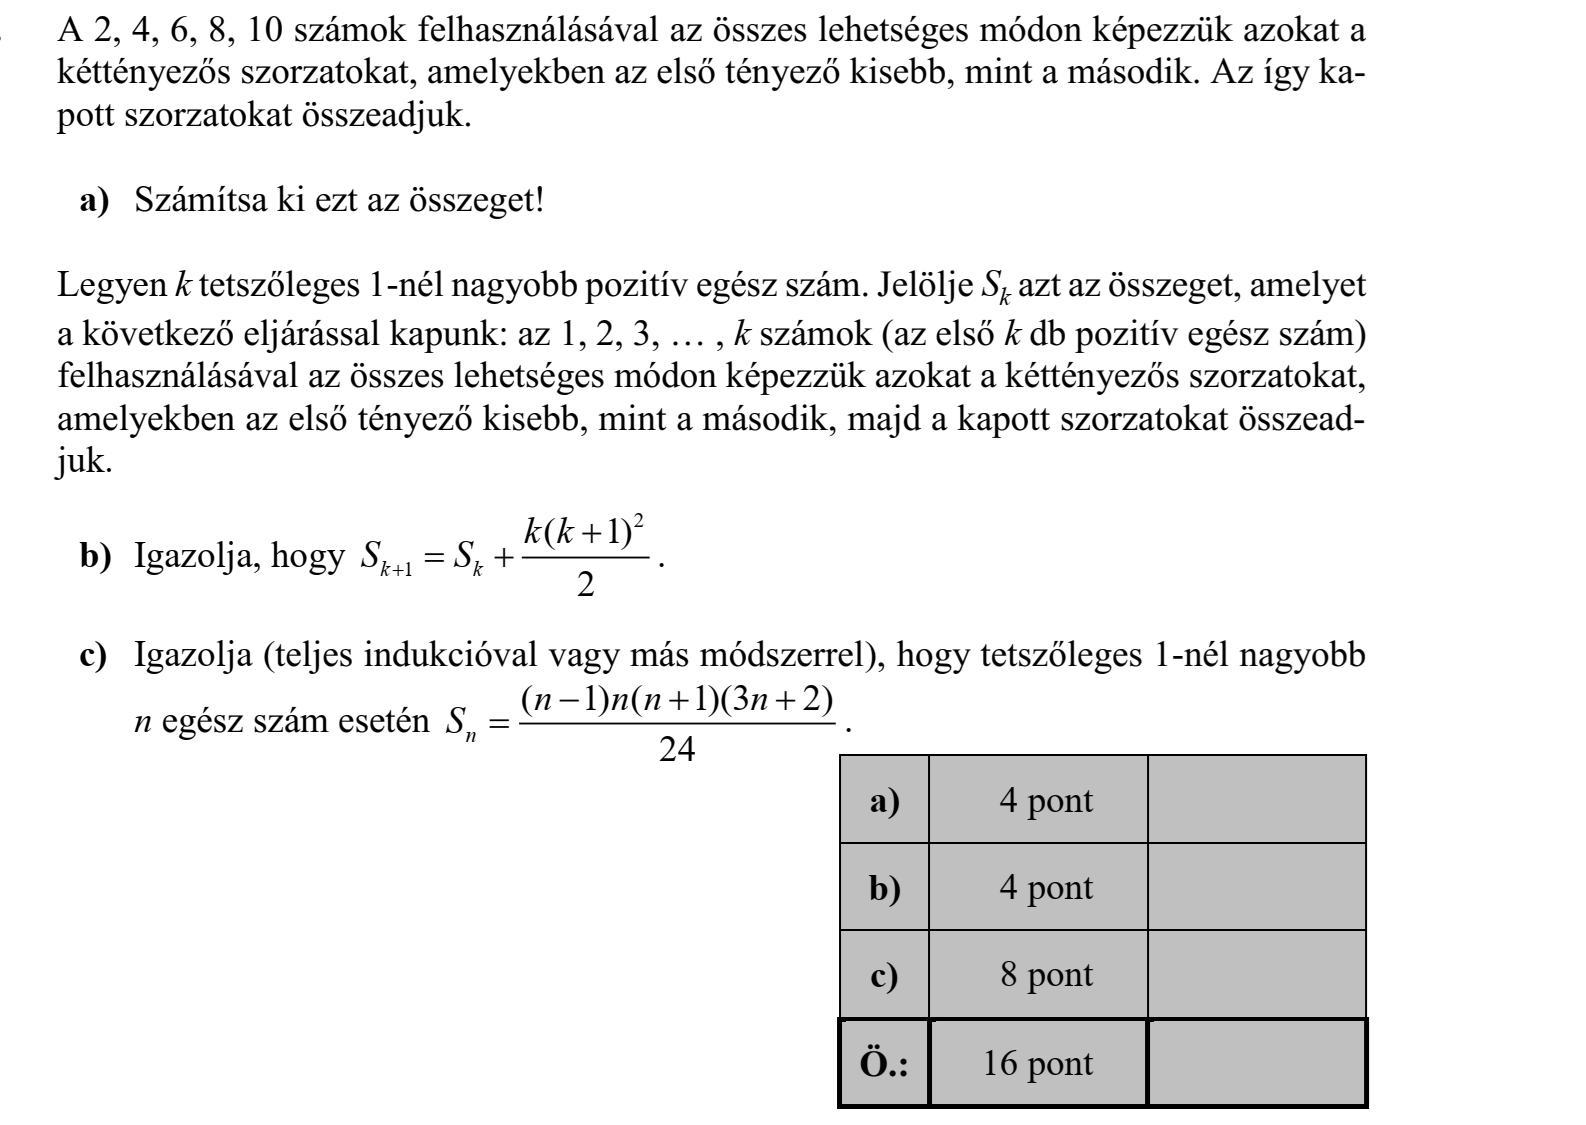 A 2, 4, 6, 8, 10 számok felhasználásával az összes lehetséges módon képezzük azokat a
kéttényezős szorzatokat, amelyekben az első tényező kisebb, mint a második. Az így ka-
pott szorzatokat összeadjuk.
a) Számítsa ki ezt az összeget!
Legyen k tetszőleges 1-nél nagyobb pozitív egész szám. Jelölje S_k azt az összeget, amelyet
a következő eljárással kapunk: az 1, 2, 3, … , k számok (az első k db pozitív egész szám)
felhasználásával az összes lehetséges módon képezzük azokat a kéttényezős szorzatokat,
amelyekben az első tényező kisebb, mint a második, majd a kapott szorzatokat összead-
juk.
b) Igazolja, hogy S_{k+1} = S_k + \frac{k(k+1)^2}{2}.
c) Igazolja (teljes indukcióval vagy más módszerrel), hogy tetszőleges 1-nél nagyobb
n egész szám esetén S_n = \frac{(n-1)n(n+1)(3n+2)}{24}.
a) 4 pont
b) 4 pont
c) 8 pont
Ö.: 16 pont